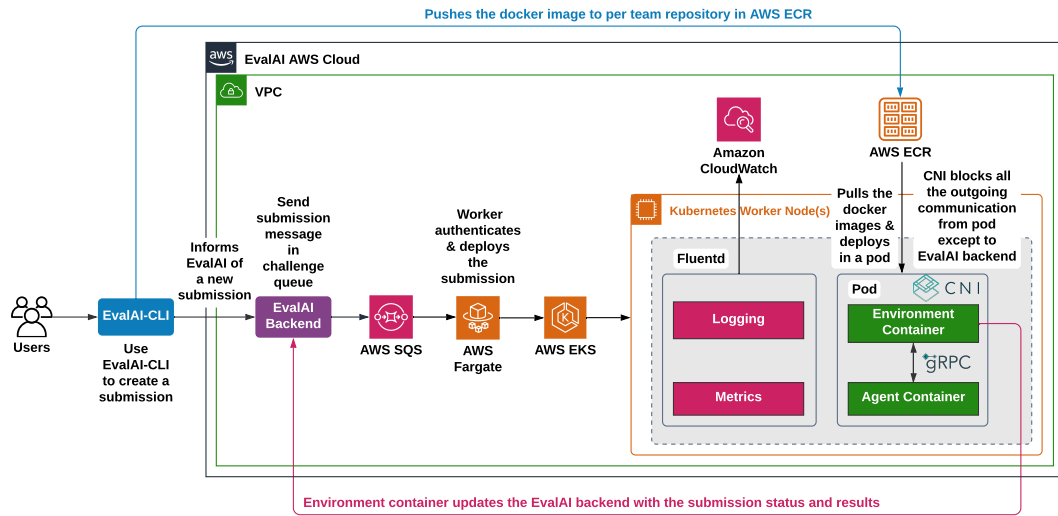 Pushes the docker image to per team repository in AWS ECR
aws
EvalAI AWS Cloud
VPC
Amazon
CloudWatch
AWS ECR
Kubernetes Worker Node(s)
Pulls the
docker
images &
deploys
in a pod
CNI blocks all
the outgoing
communication
from pod
except to
EvalAI backend
Users
EvalAI-CLI
Use
EvalAI-CLI
to create a
submission
Informs
EvalAI of
a new
submission
Send
submission
message
in
challenge
queue
EvalAI
Backend
AWS SQS
Worker
authenticates
& deploys
the
submission
AWS
Fargate
K
AWS EKS
Fluentd
Logging
Metrics
Pod
CNI
Environment
Container
gRPC
Agent Container
Environment container updates the EvalAI backend with the submission status and results